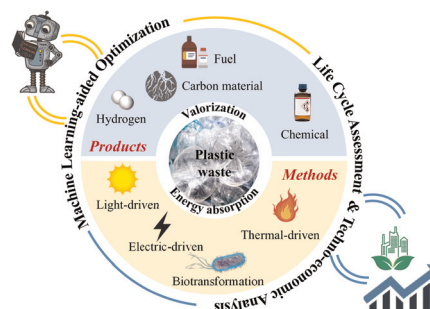 Machine Learning-aided Optimization
Life Cycle Assessment & Techno-economic Analysis
Fuel
Carbon material
Hydrogen
Chemical
Products
Valorization
Plastic
waste
Energy absorption
Methods
Light-driven
Electric-driven
Thermal-driven
Biotransformation